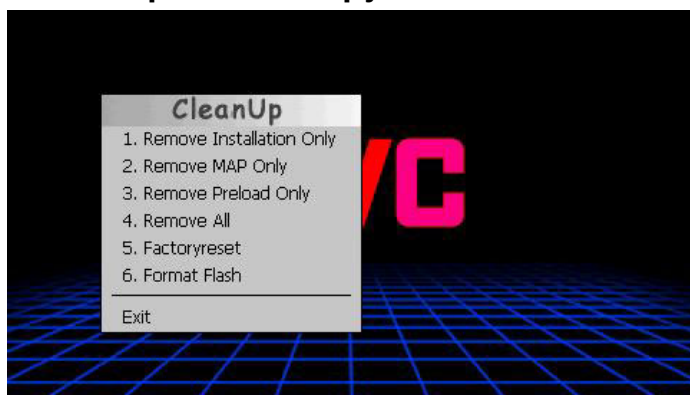 CleanUp
1. Remove Installation Only
2. Remove MAP Only
3. Remove Preload Only
4. Remove All
5. Factoryreset
6. Format Flash
Exit
C